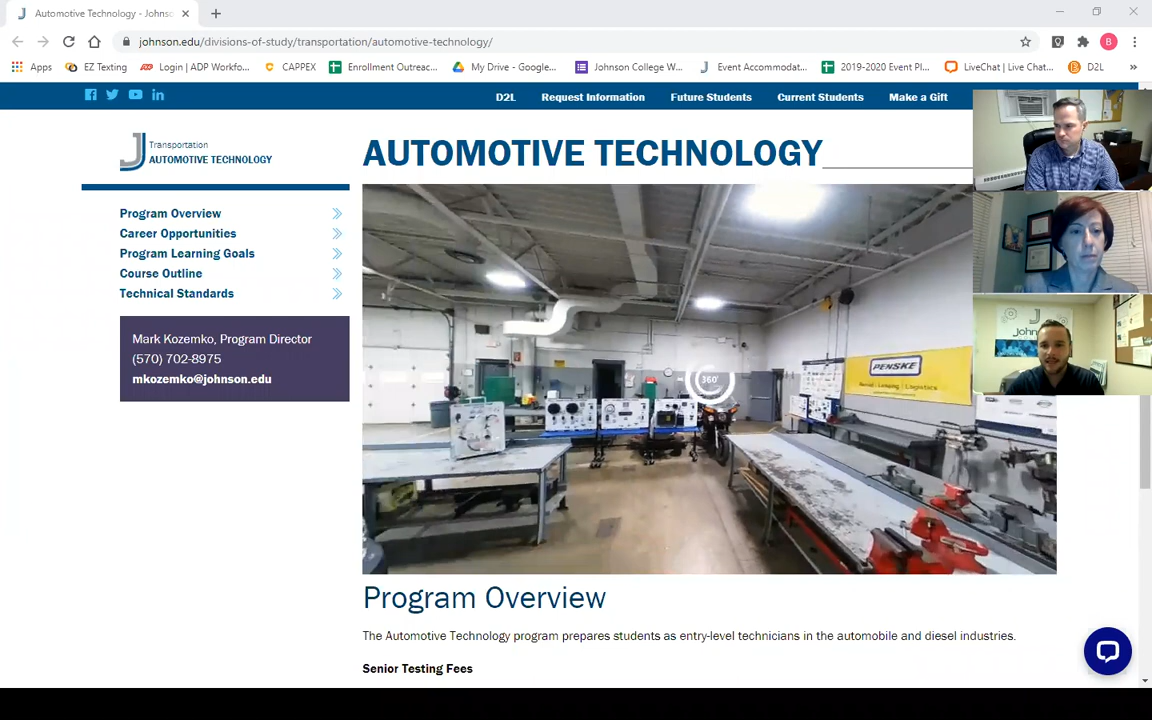 Automotive Technology - Johns
johnson.edu/divisions-of-study/transportation/automotive-technology/
B
Apps
EZ Texting
Login | ADP Workfo...
CAPPEX
Enrollment Outreac...
My Drive - Google...
Johnson College W...
Event Accommodat...
2019-2020 Event Pl...
LiveChat | Live Chat...
D2L
D2L
Request Information
Future Students
Current Students
Make a Gift
Transportation
AUTOMOTIVE TECHNOLOGY
AUTOMOTIVE TECHNOLOGY
Program Overview
Career Opportunities
Program Learning Goals
Course Outline
Technical Standards
Mark Kozemko, Program Director
(570) 702-8975
mkozemko@johnson.edu
PENSKE
Rental | Leasing | Logistics
360°
Program Overview
The Automotive Technology program prepares students as entry-level technicians in the automobile and diesel industries.
Senior Testing Fees